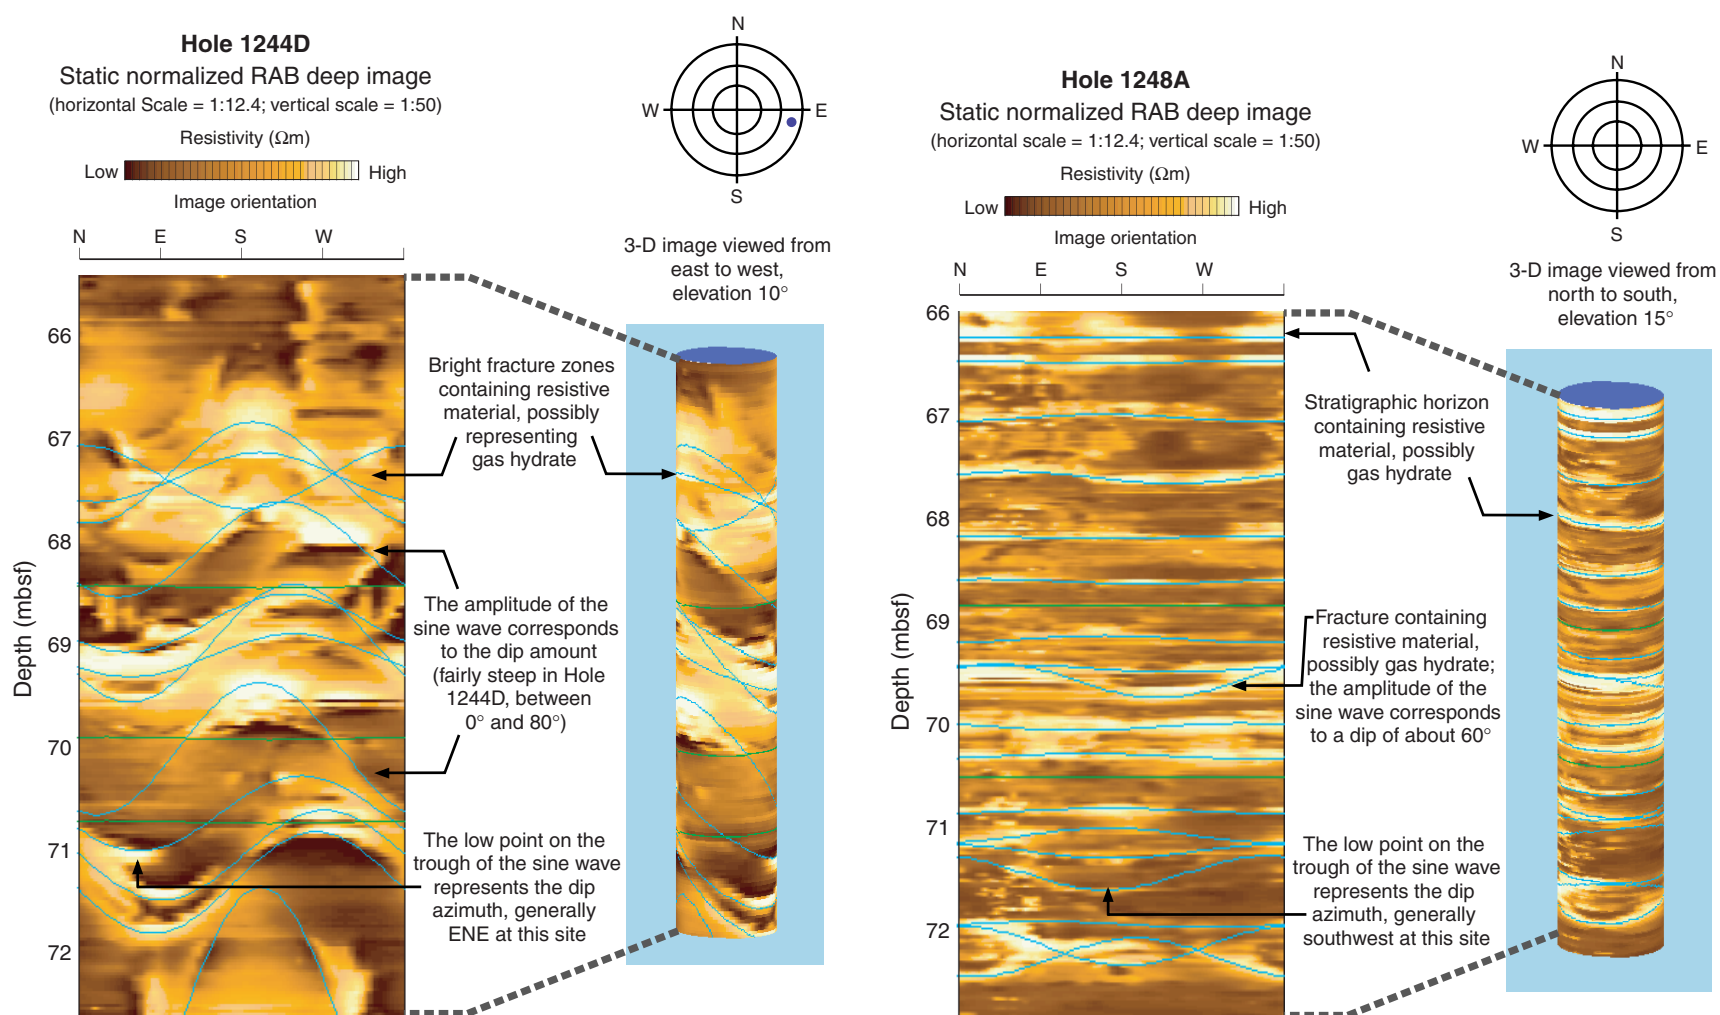 Hole 1244D
Static normalized RAB deep image
(horizontal Scale = 1:12.4; vertical scale = 1:50)
Resistivity (Ωm)
Low
High
Image orientation
N
E
S
W
N
W
E
S
3-D image viewed from
east to west,
elevation 10°
Depth (mbsf)
66
67
68
69
70
71
72
Bright fracture zones
containing resistive
material, possibly
representing
gas hydrate
The amplitude of the
sine wave corresponds
to the dip amount
(fairly steep in Hole
1244D, between
0° and 80°)
The low point on the
trough of the sine wave
represents the dip
azimuth, generally
ENE at this site
Hole 1248A
Static normalized RAB deep image
(horizontal scale = 1:12.4; vertical scale = 1:50)
Resistivity (Ωm)
Low
High
Image orientation
N
E
S
W
N
W
E
S
3-D image viewed from
north to south,
elevation 15°
Depth (mbsf)
66
67
68
69
70
71
72
Stratigraphic horizon
containing resistive
material, possibly
gas hydrate
Fracture containing
resistive material,
possibly gas hydrate;
the amplitude of the
sine wave corresponds
to a dip of about 60°
The low point on the
trough of the sine wave
represents the dip
azimuth, generally
southwest at this site